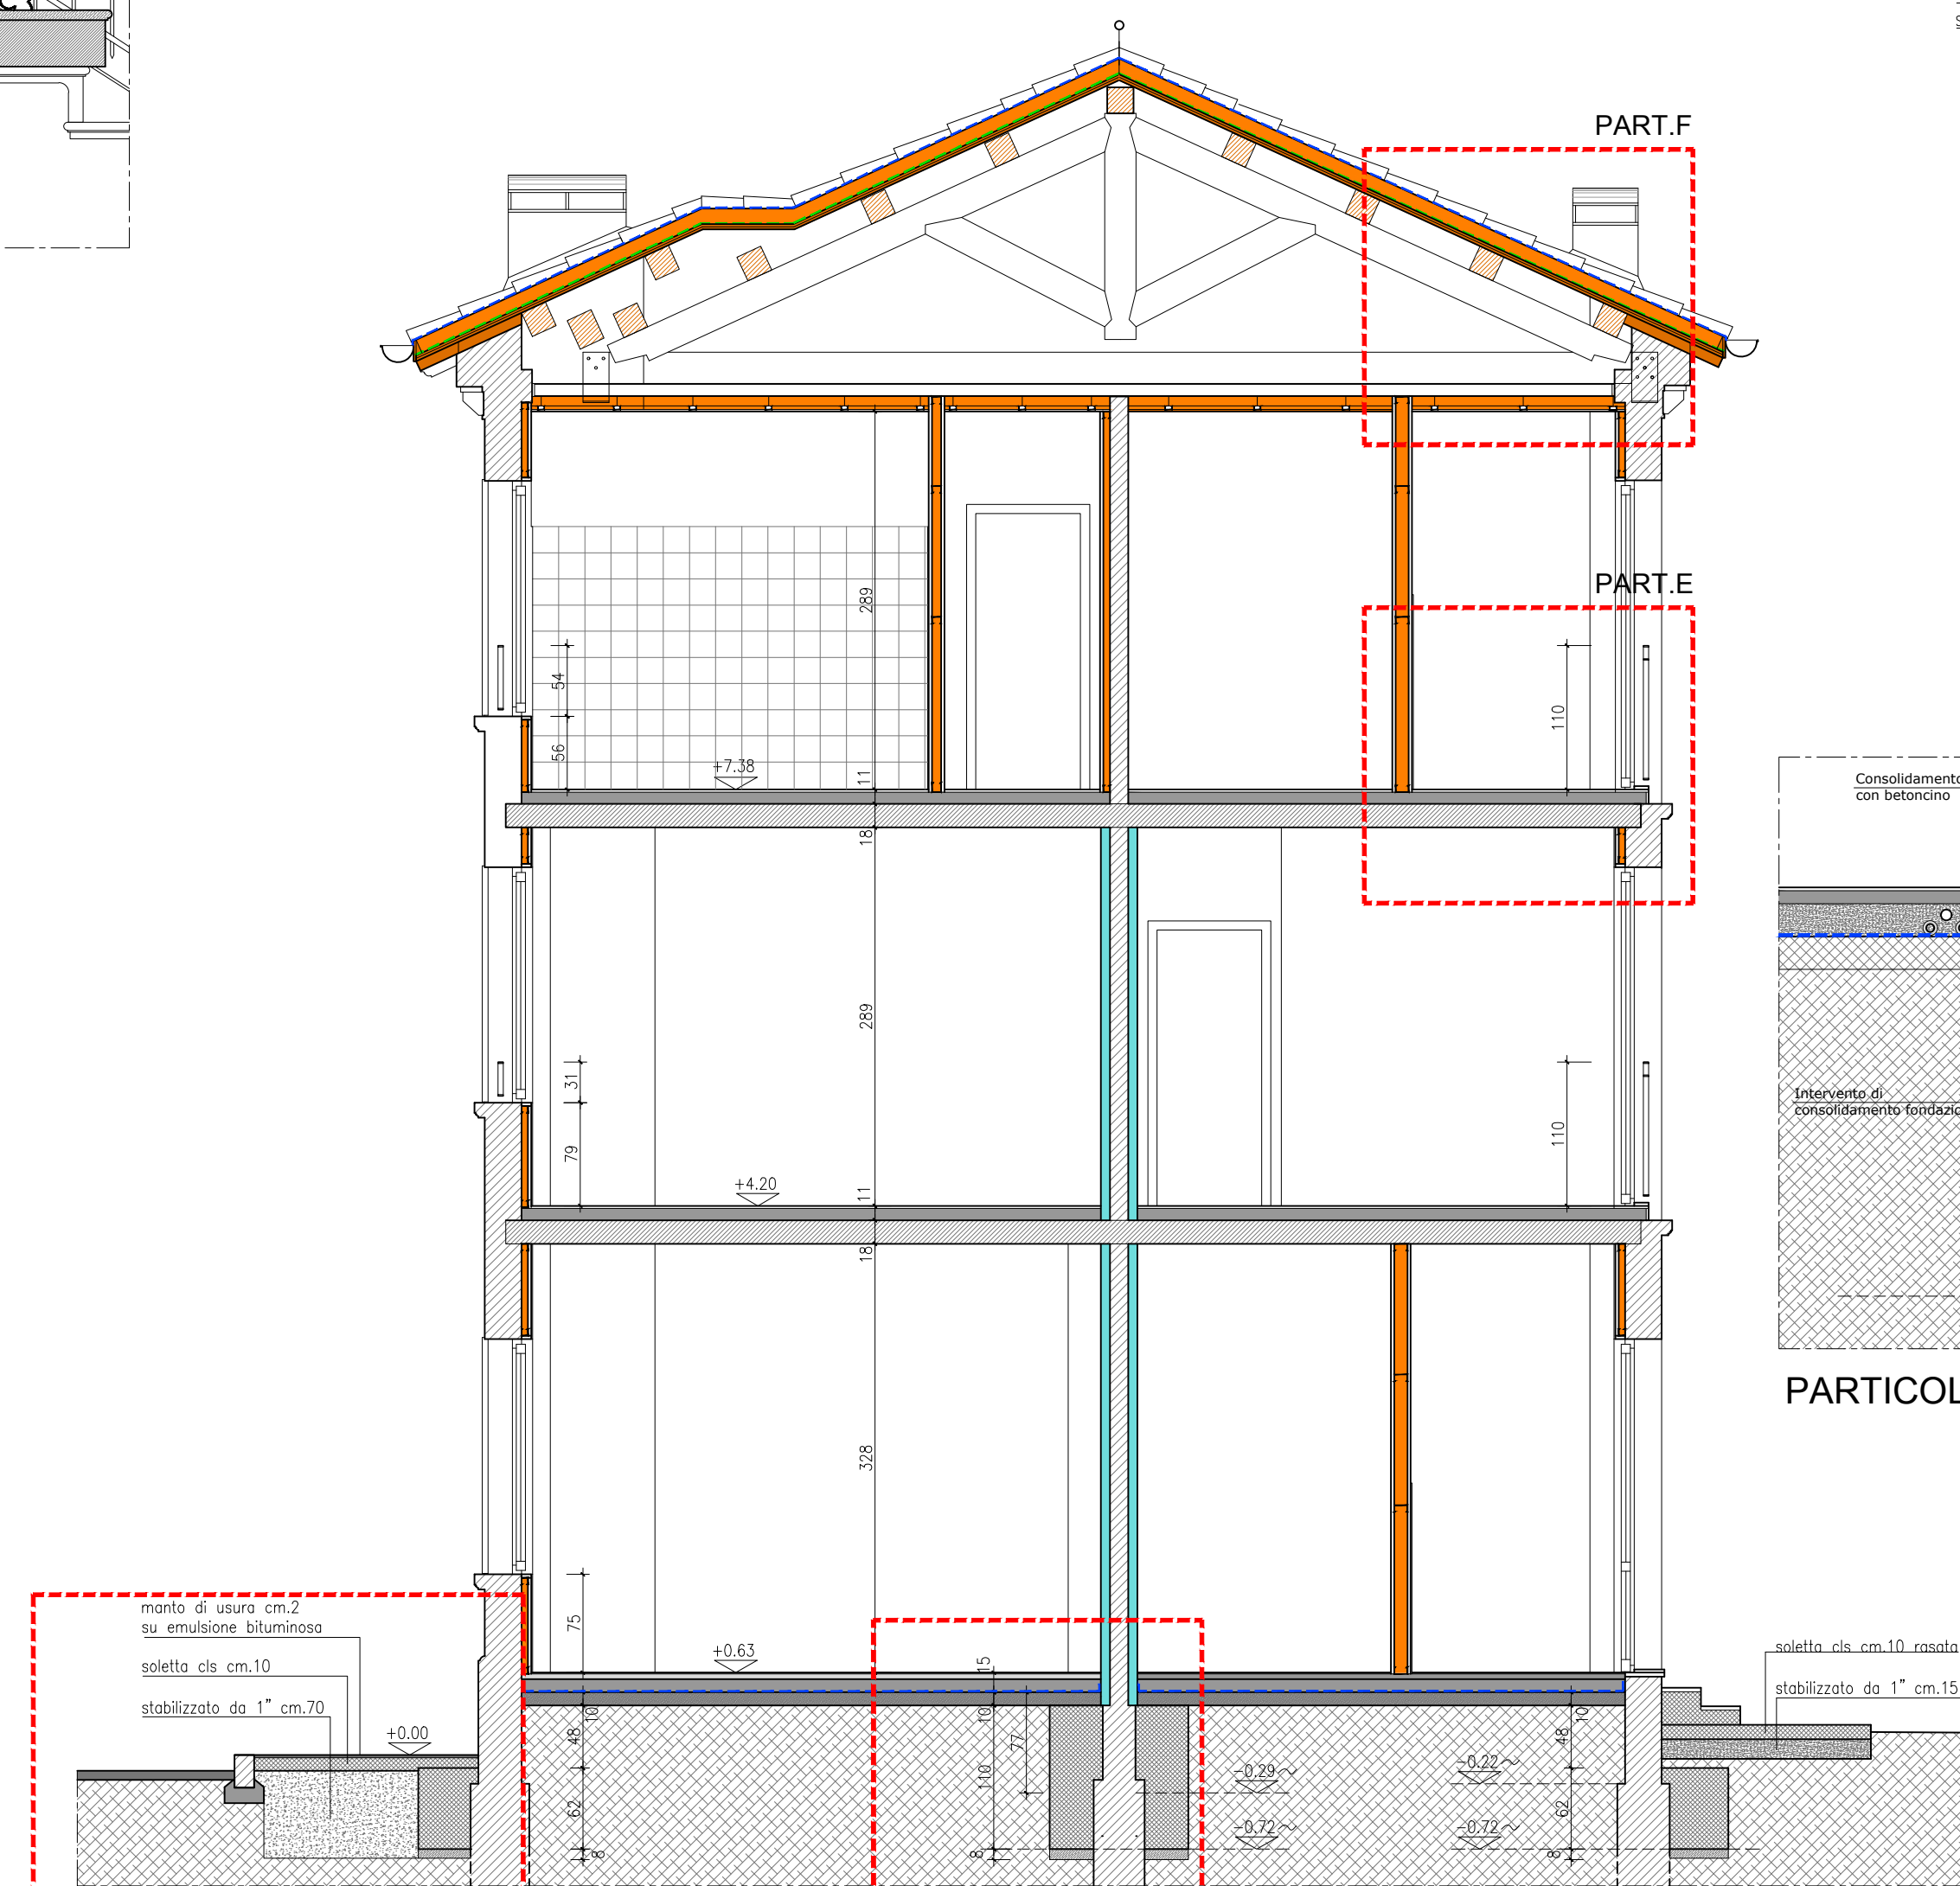 PART.F
PART.E
289
54
56
+7.38
11
110
18
289
31
79
+4.20
11
110
18
328
75
+0.63
15
manto di usura cm.2
su emulsione bituminosa
soletta cls cm.10
stabilizzato da 1" cm.70
+0.00
10
48
62
8
10
77
110
8
-0.29~
-0.72~
-0.22~
-0.72~
10
48
62
8
soletta cls cm.10 rasata
stabilizzato da 1" cm.15
Consolidamento
con betoncino
Intervento di
consolidamento fondazio
PARTICOL